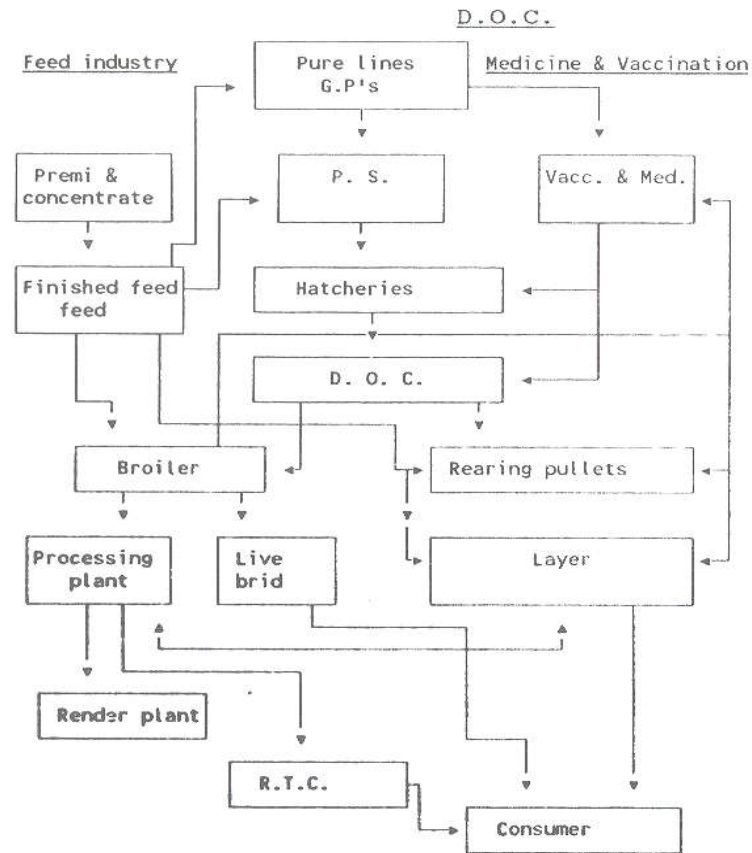 D.O.C.
Feed industry
Pure lines
G.P's
Medicine & Vaccination
Premi &
concentrate
P. S.
Vacc. & Med.
Finished feed
feed
Hatcheries
D. O. C.
Broiler
Rearing pullets
Processing
plant
Live
brid
Layer
Render plant
R.T.C.
Consumer